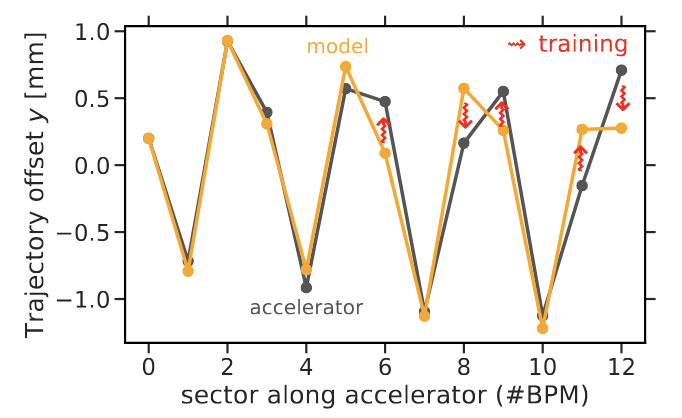 model
training
1.0
0.5
0.0
−0.5
−1.0
Trajectory offset y [mm]
accelerator
0 2 4 6 8 10 12
sector along accelerator (#BPM)